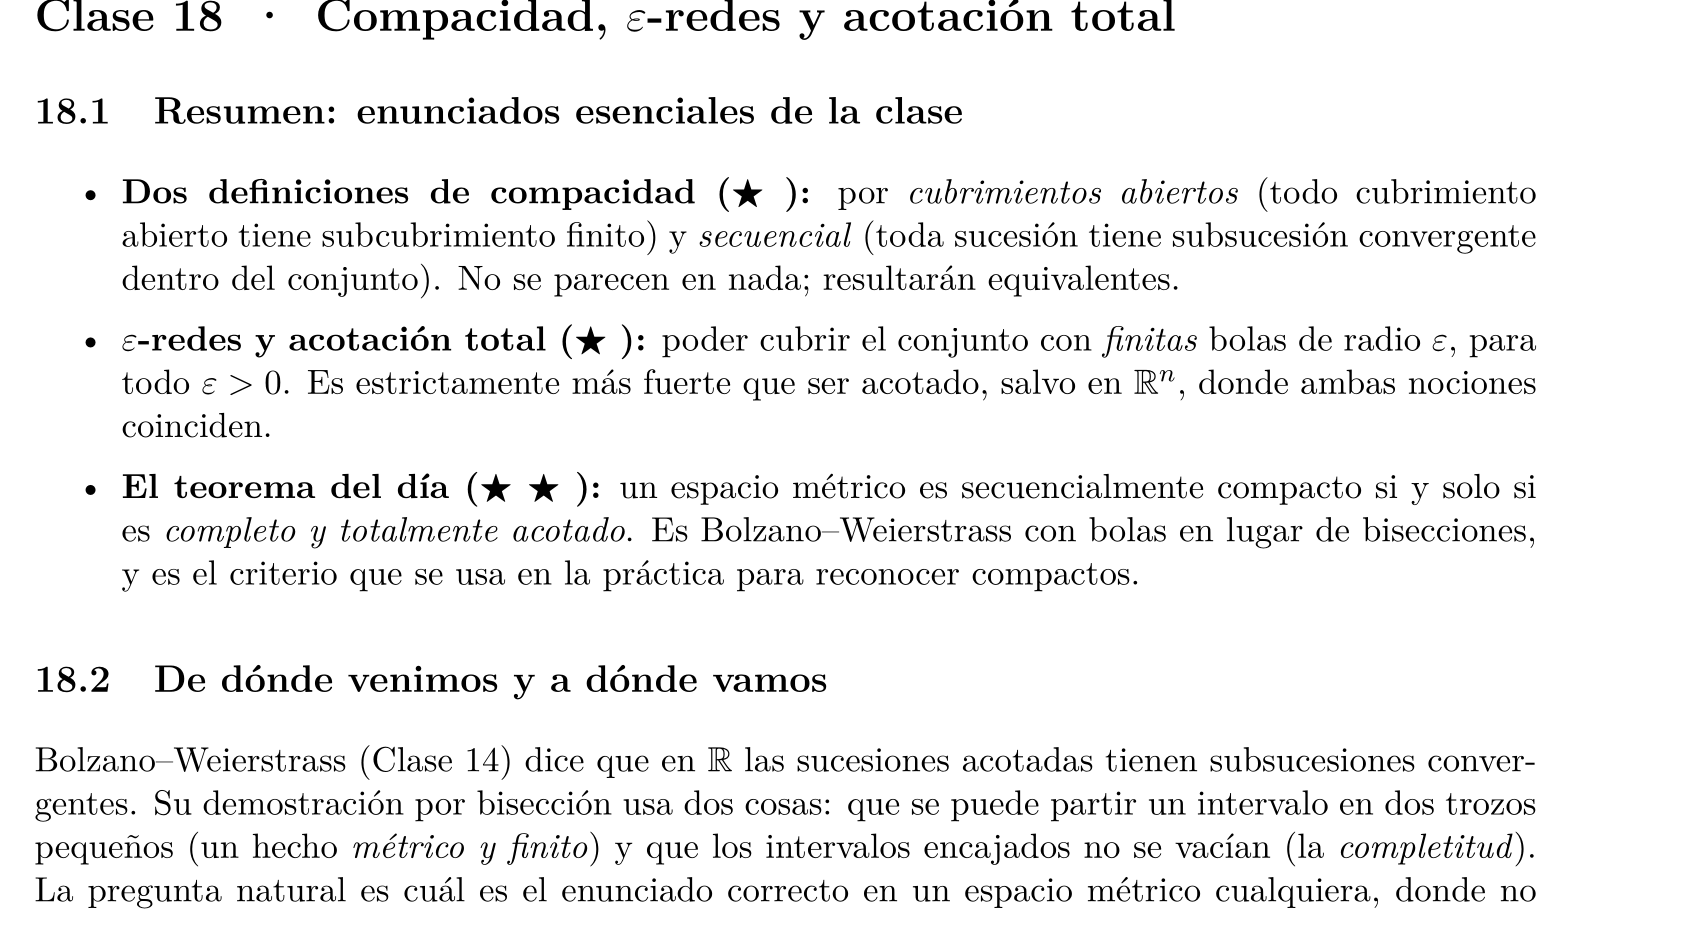 Clase 18 · Compacidad, ε-redes y acotación total
18.1 Resumen: enunciados esenciales de la clase
• Dos definiciones de compacidad (★ ): por cubrimientos abiertos (todo cubrimiento
abierto tiene subcubrimiento finito) y secuencial (toda sucesión tiene subsucesión convergente
dentro del conjunto). No se parecen en nada; resultarán equivalentes.
• ε-redes y acotación total (★ ): poder cubrir el conjunto con finitas bolas de radio ε, para
todo ε > 0. Es estrictamente más fuerte que ser acotado, salvo en ℝⁿ, donde ambas nociones
coinciden.
• El teorema del día (★ ★ ): un espacio métrico es secuencialmente compacto si y solo si
es completo y totalmente acotado. Es Bolzano–Weierstrass con bolas en lugar de bisecciones,
y es el criterio que se usa en la práctica para reconocer compactos.
18.2 De dónde venimos y a dónde vamos
Bolzano–Weierstrass (Clase 14) dice que en ℝ las sucesiones acotadas tienen subsucesiones conver-
gentes. Su demostración por bisección usa dos cosas: que se puede partir un intervalo en dos trozos
pequeños (un hecho métrico y finito) y que los intervalos encajados no se vacían (la completitud).
La pregunta natural es cuál es el enunciado correcto en un espacio métrico cualquiera, donde no